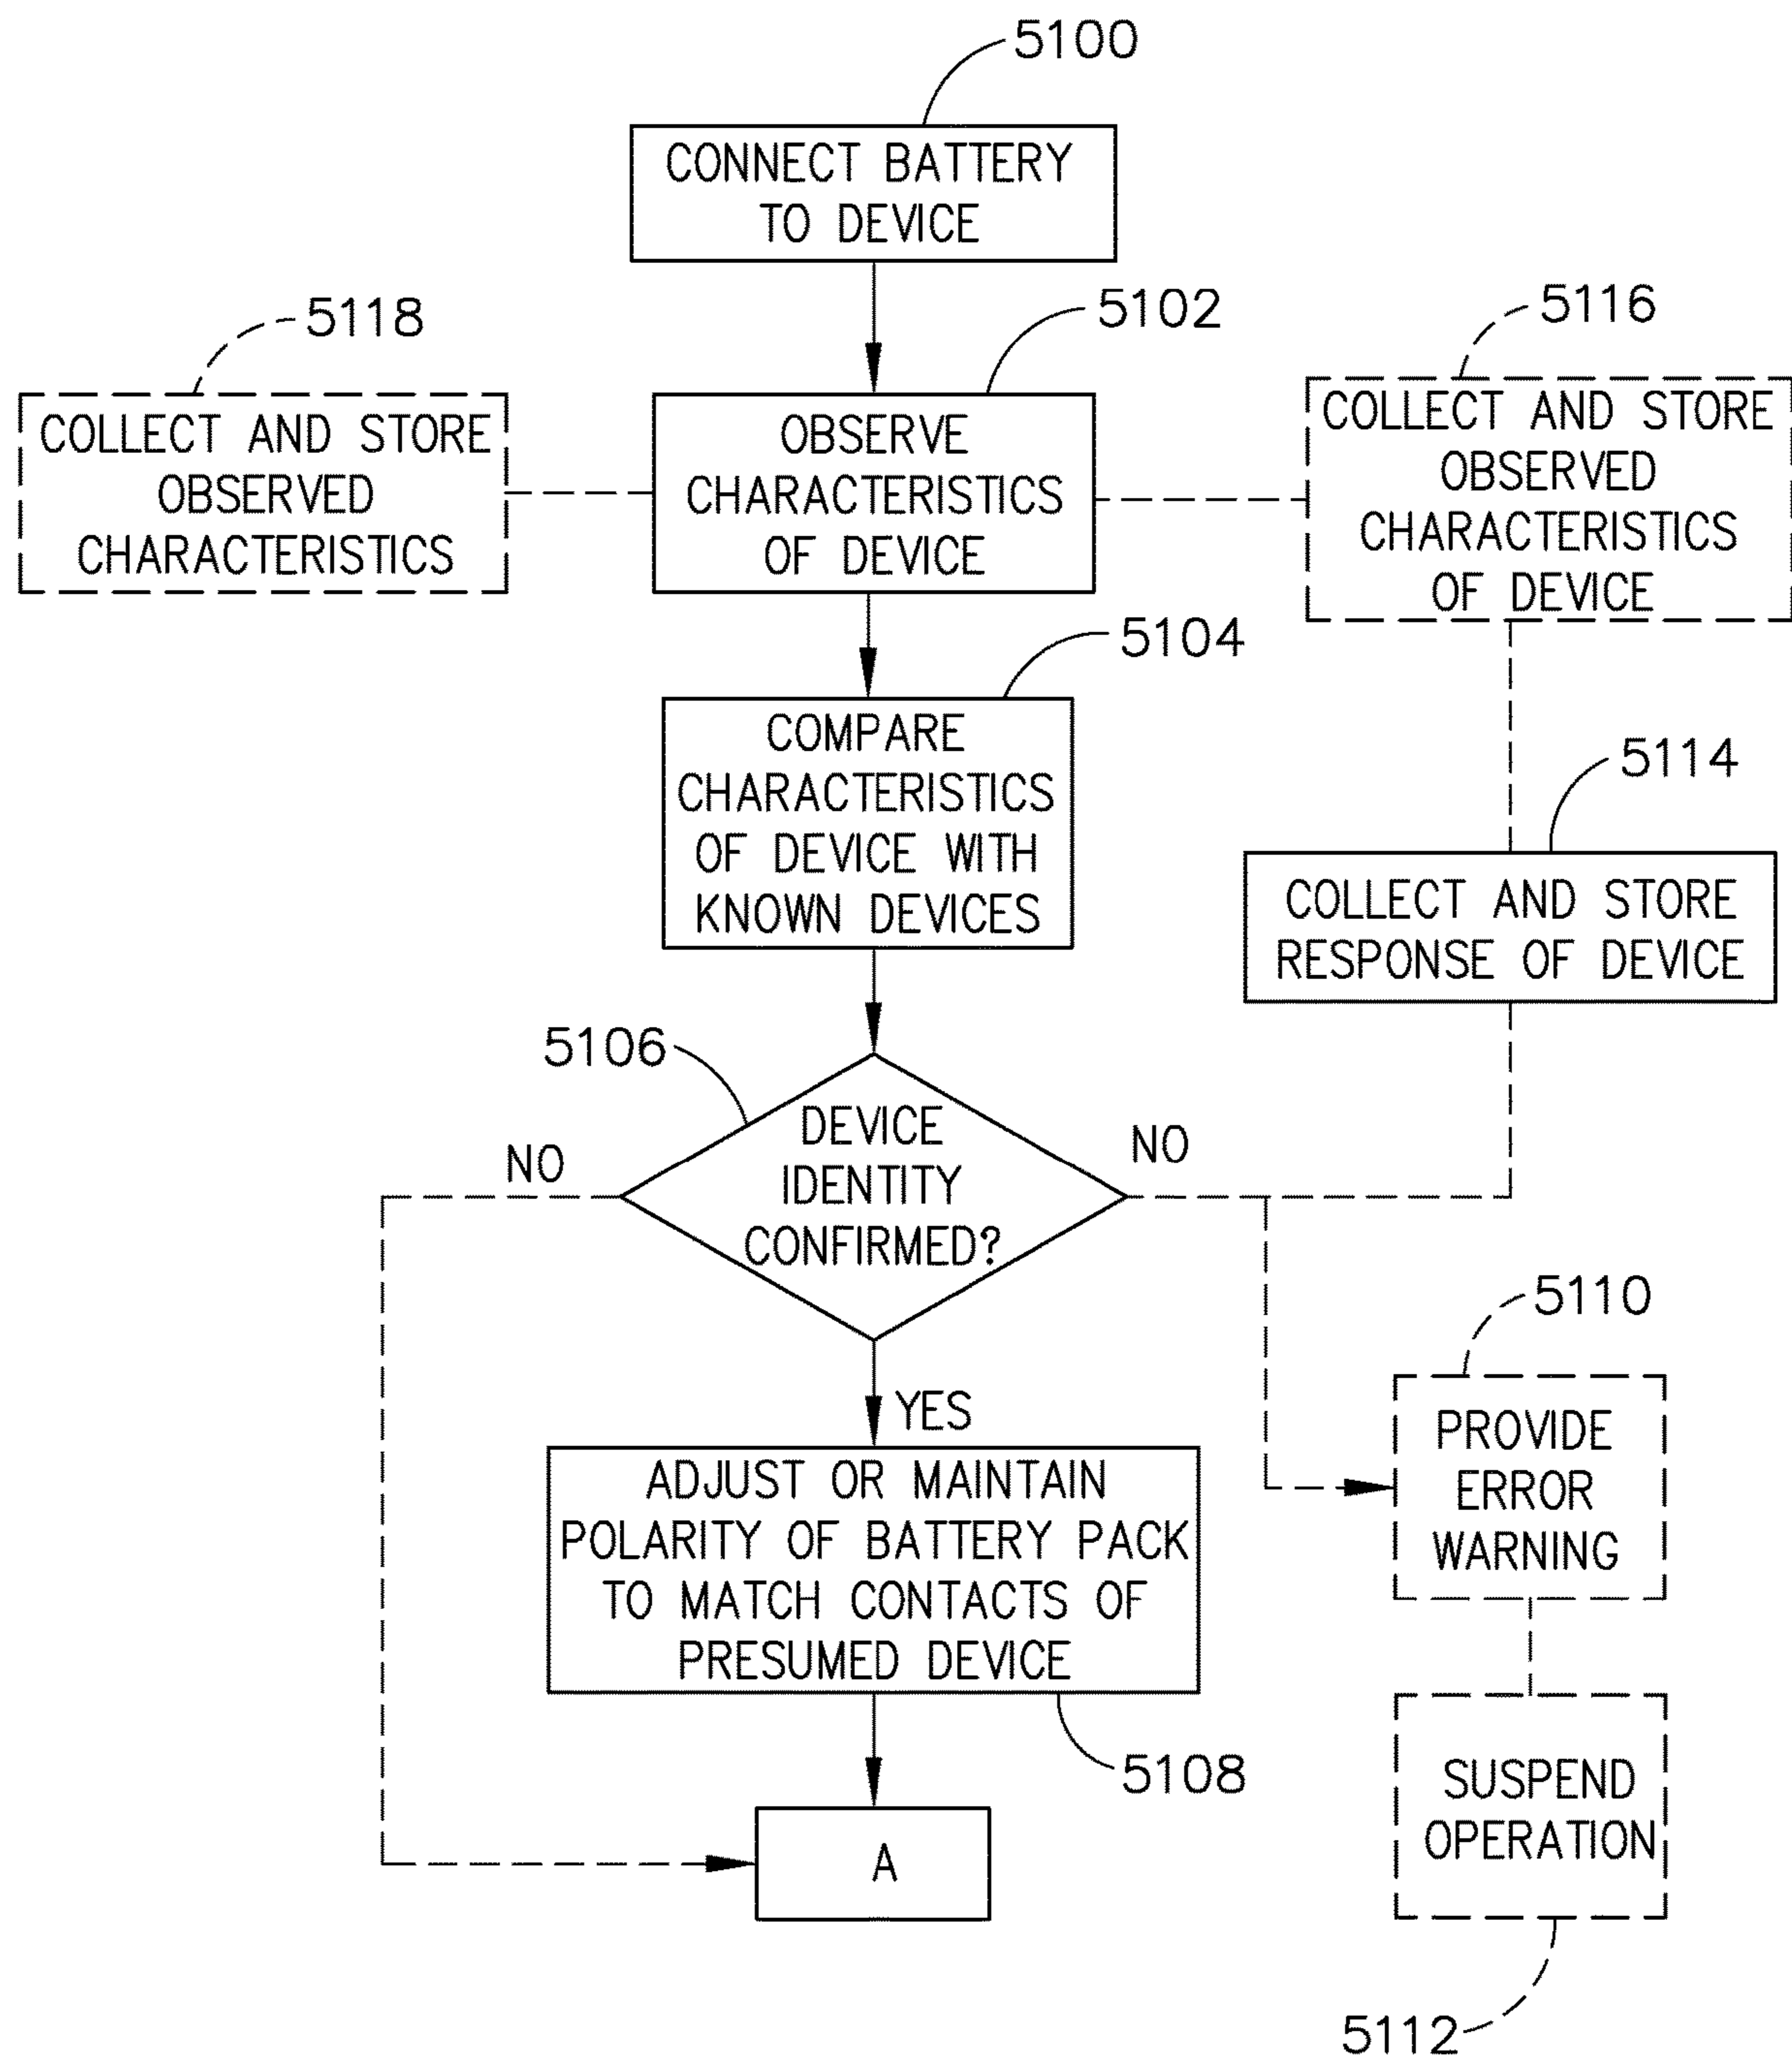 5100
CONNECT BATTERY
TO DEVICE
5118
5102
5116
COLLECT AND STORE
OBSERVED
CHARACTERISTICS
OBSERVE
CHARACTERISTICS
OF DEVICE
COLLECT AND STORE
OBSERVED
CHARACTERISTICS
OF DEVICE
5104
COMPARE
CHARACTERISTICS
OF DEVICE WITH
KNOWN DEVICES
5114
COLLECT AND STORE
RESPONSE OF DEVICE
5106
DEVICE
IDENTITY
CONFIRMED?
NO
NO
YES
5110
PROVIDE
ERROR
WARNING
ADJUST OR MAINTAIN
POLARITY OF BATTERY PACK
TO MATCH CONTACTS OF
PRESUMED DEVICE
5108
SUSPEND
OPERATION
A
5112